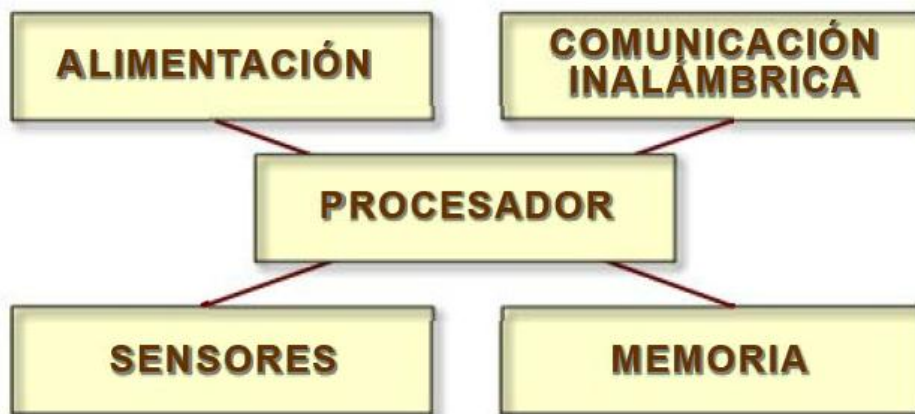 ALIMENTACIÓN
COMUNICACIÓN
INALÁMBRICA
PROCESADOR
SENSORES
MEMORIA